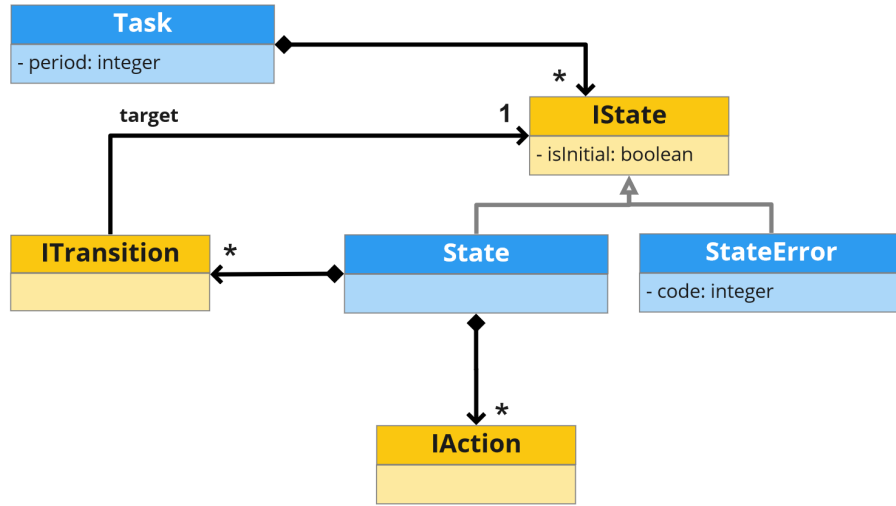 Task
- period: integer
*
target
1
IState
- isInitial: boolean
ITransition
*
State
StateError
- code: integer
*
IAction